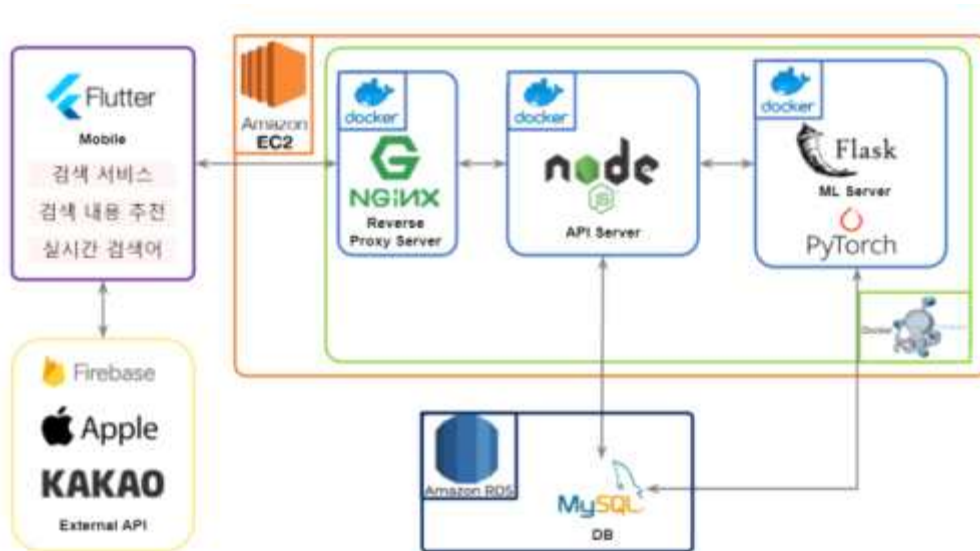 Flutter
Mobile
검색 서비스
검색 내용 추전
실시간 검색어
Firebase
Apple
KAKAO
External API
Amazon
EC2
docker
NGiNX
Reverse
Proxy Server
docker
node
JS
API Server
docker
Flask
ML Server
PyTorch
Docker
Amazon RDS
MySQL
DB